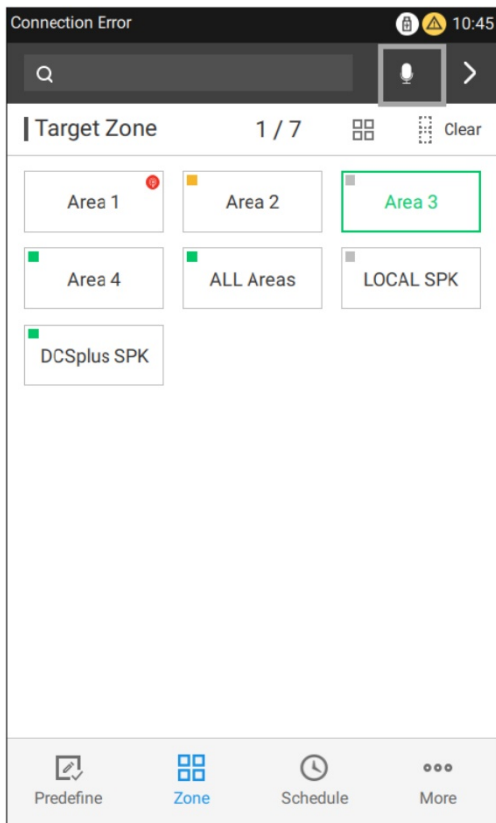 Connection Error 10:45
Target Zone 1 / 7 Clear
Area 1 Area 2 Area 3
Area 4 ALL Areas LOCAL SPK
DCSplus SPK
Predefine Zone Schedule More